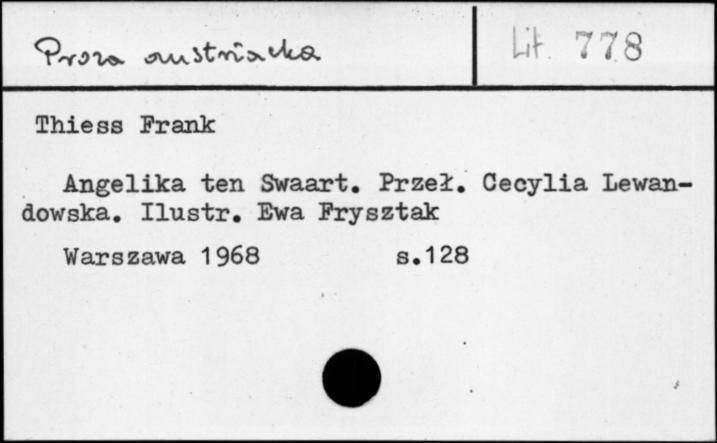 Proza austriacka
Lit. 778
Thiess Frank
Angelika ten Swaart. Przeł. Cecylia Lewan-
dowska. Ilustr. Ewa Frysztak
Warszawa 1968 s.128